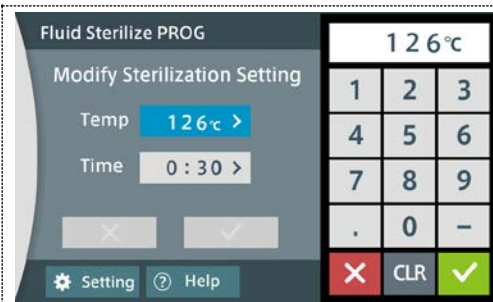 Fluid Sterilize PROG
Modify Sterilization Setting
Temp 126℃ >
Time 0:30 >
Setting ? Help
126℃
1 2 3
4 5 6
7 8 9
. 0 -
CLR